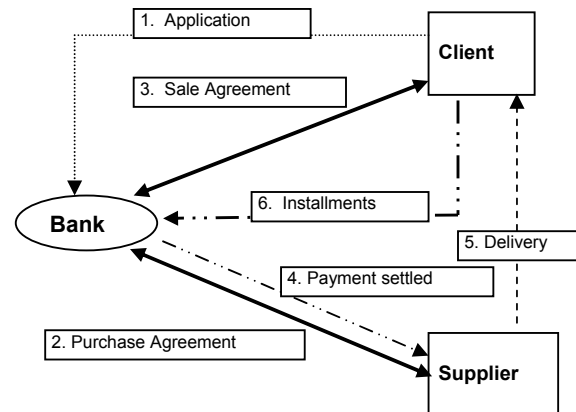 1. Application
Client
3. Sale Agreement
6. Installments
Bank
5. Delivery
4. Payment settled
2. Purchase Agreement
Supplier